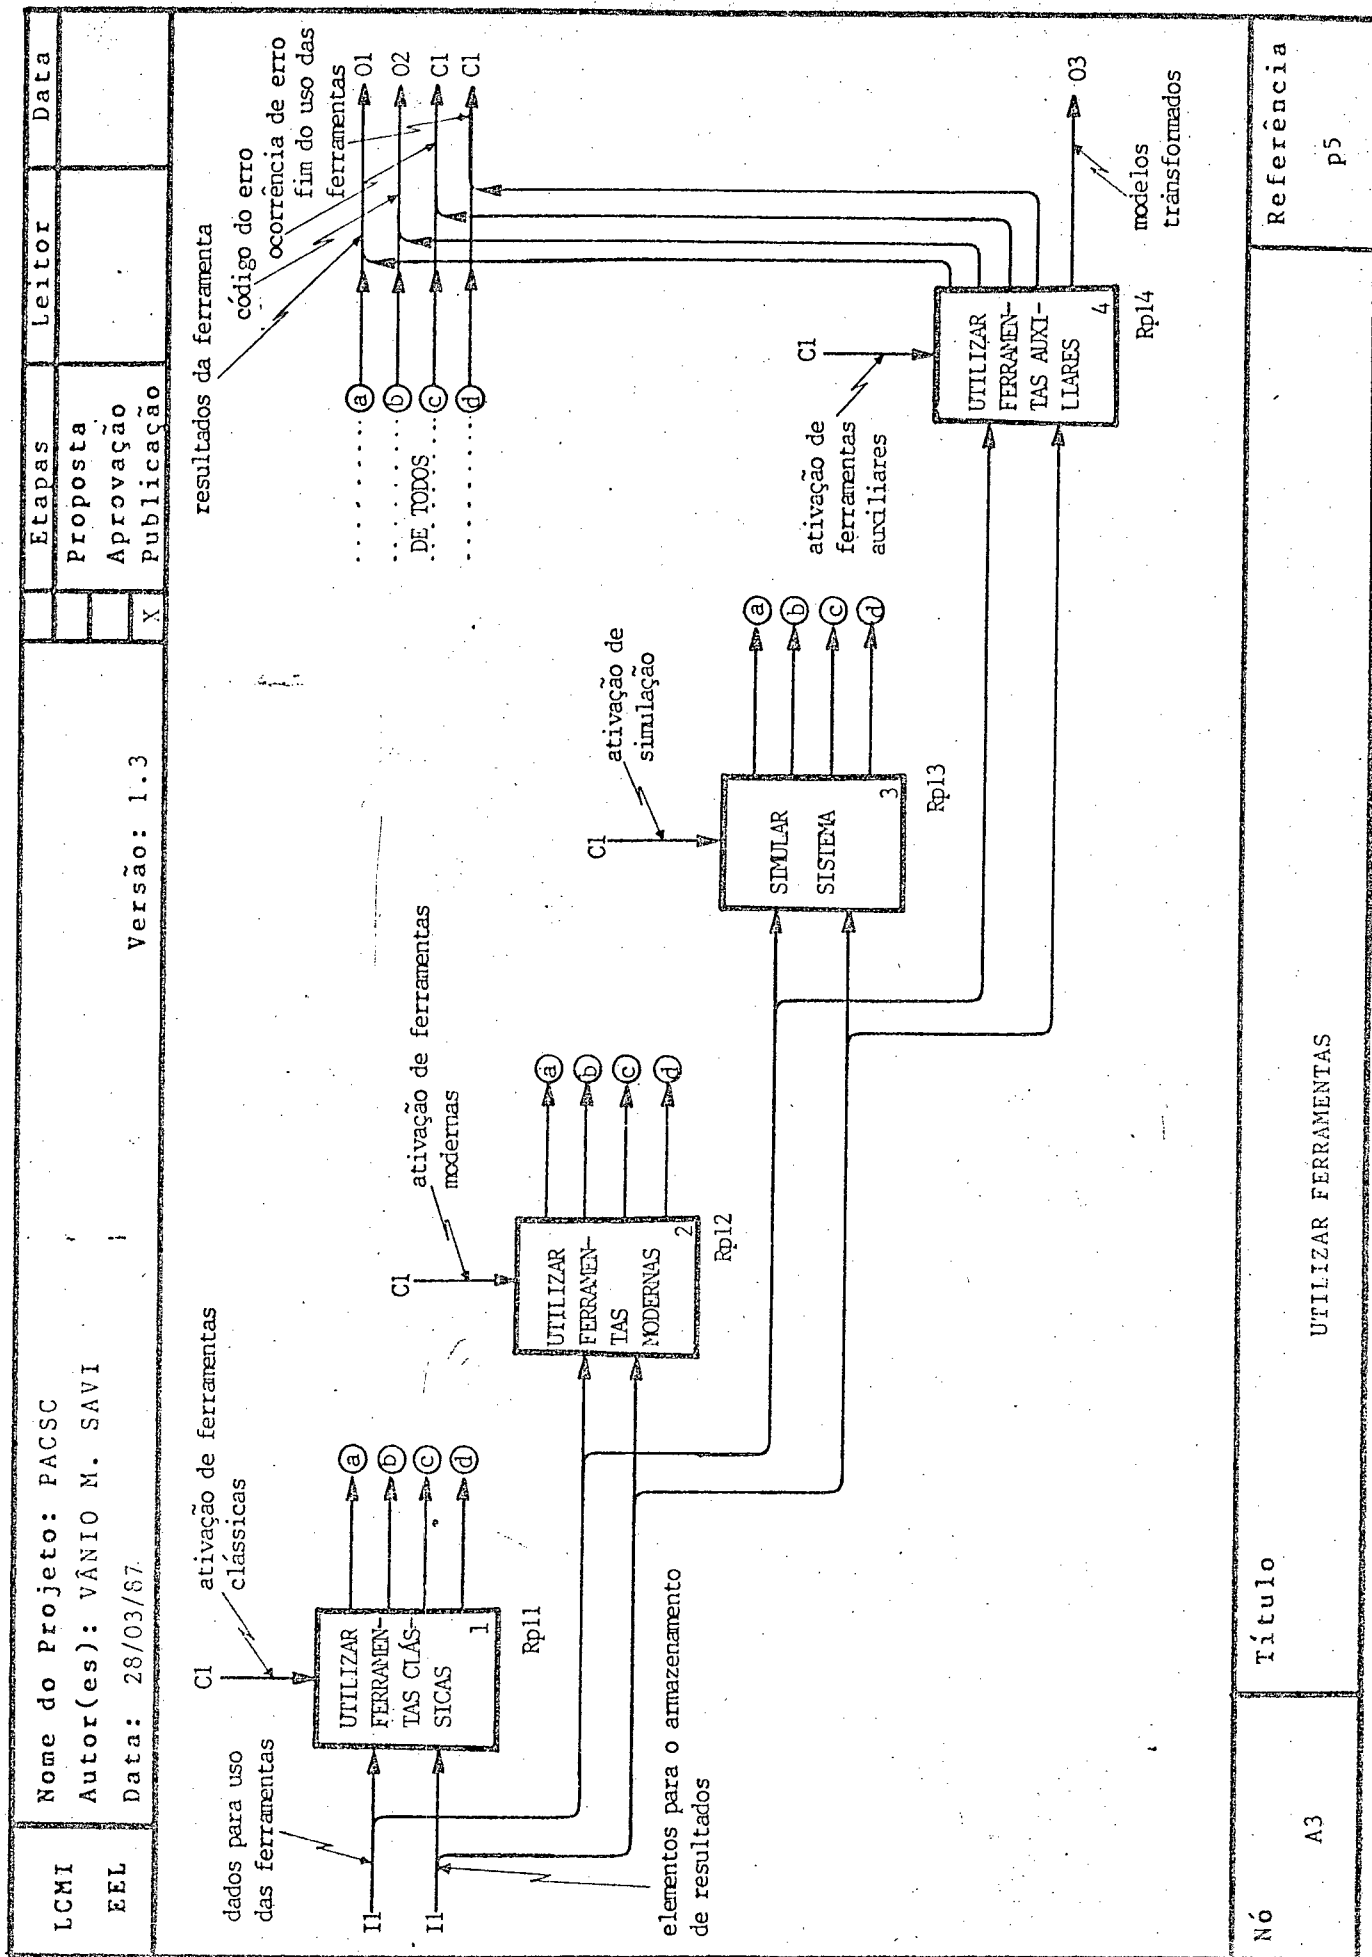 LCMI
EEL
Nome do Projeto: PACSC
Autor(es): VÂNIO M. SAVI
Data: 28/03/87
Versão: 1.3
X
Etapas
Proposta
Aprovação
Publicação
Leitor
Data
dados para uso
das ferramentas
I1
I1
elementos para o armazenamento
de resultados
C1
ativação de ferramentas
clássicas
UTILIZAR
FERRAMEN-
TAS CLÁS-
SICAS
1
Rp11
a
b
c
d
C1
ativação de ferramentas
modernas
UTILIZAR
FERRAMEN-
TAS
MODERNAS
2
Rp12
a
b
c
d
C1
ativação de
simulação
SIMULAR
SISTEMA
3
Rp13
a
b
c
d
C1
ativação de
ferramentas
auxiliares
UTILIZAR
FERRAMEN-
TAS AUXI-
LIARES
4
Rp14
DE TODOS
a
b
c
d
resultados da ferramenta
código do erro
ocorrência de erro
fim do uso das
ferramentas
O1
O2
C1
C1
O3
modelos
transformados
Nó
A3
Título
UTILIZAR FERRAMENTAS
Referência
p5